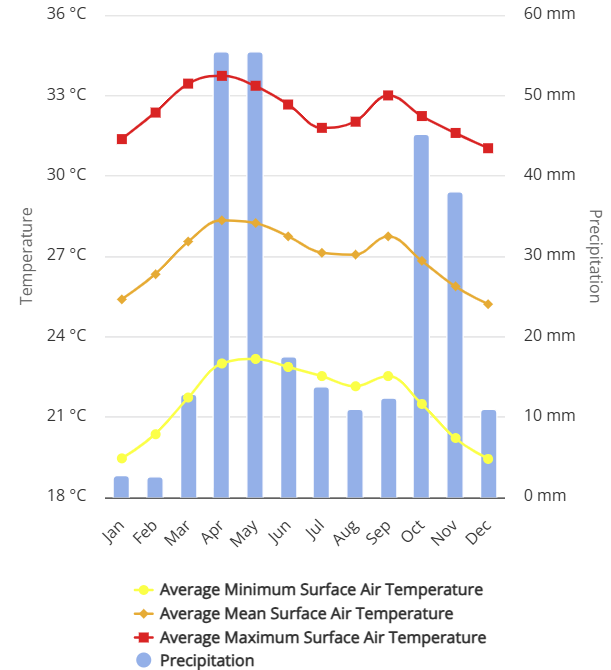 36 °C
60 mm
33 °C
50 mm
30 °C
40 mm
27 °C
30 mm
24 °C
20 mm
21 °C
10 mm
18 °C
0 mm
Temperature
Precipitation
Jan
Feb
Mar
Apr
May
Jun
Jul
Aug
Sep
Oct
Nov
Dec
Average Minimum Surface Air Temperature
Average Mean Surface Air Temperature
Average Maximum Surface Air Temperature
Precipitation